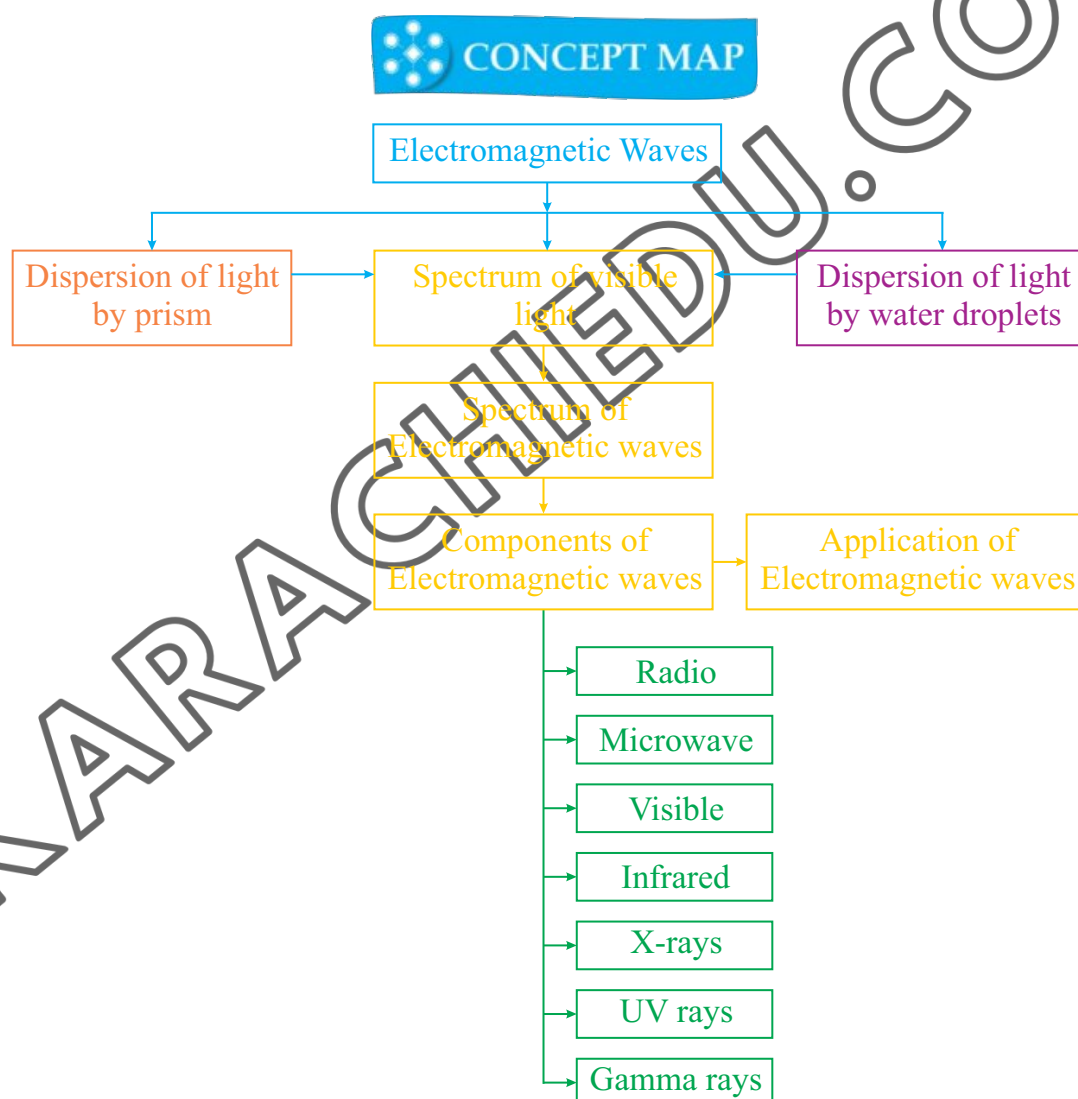 CONCEPT MAP
Electromagnetic Waves
Dispersion of light
by prism
Spectrum of visible
light
Dispersion of light
by water droplets
Spectrum of
Electromagnetic waves
Components of
Electromagnetic waves
Application of
Electromagnetic waves
Radio
Microwave
Visible
Infrared
X-rays
UV rays
Gamma rays
KARACHIEDU.CO